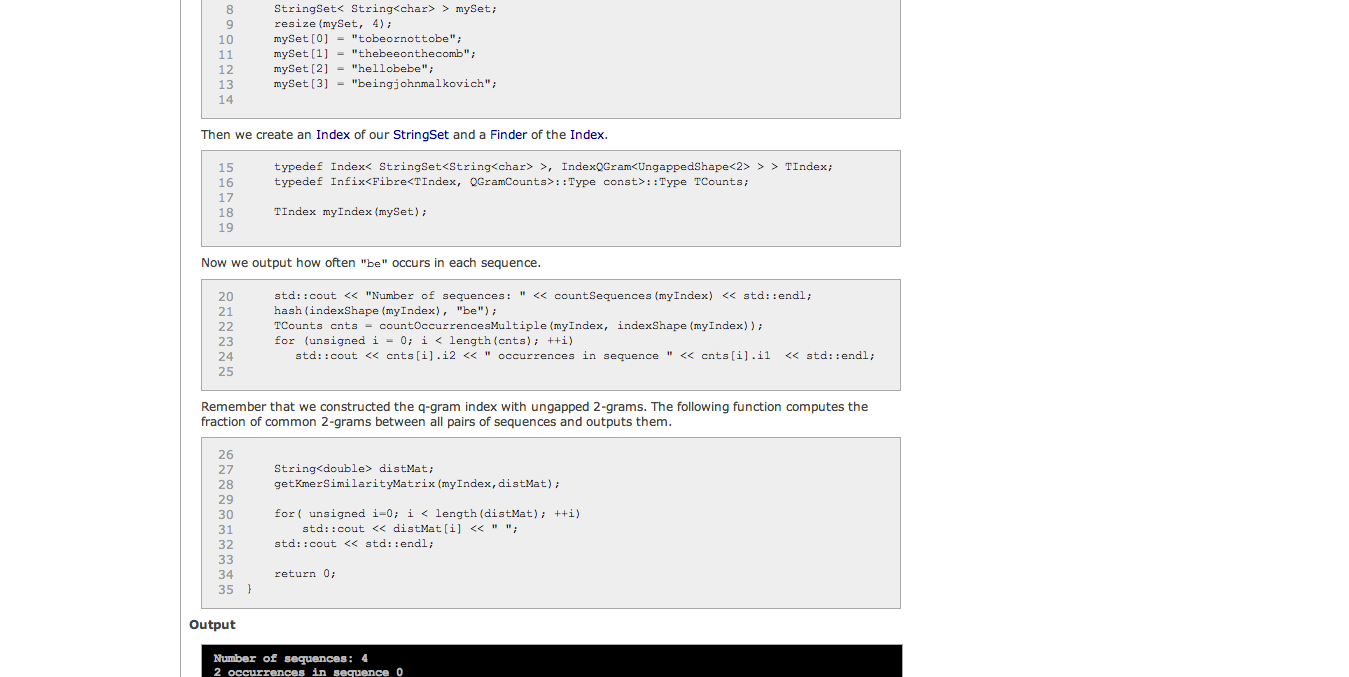 8 StringSet< String<char> > mySet;
9 resize(mySet, 4);
10 mySet[0] = "tobeornottobe";
11 mySet[1] = "thebeeonthecomb";
12 mySet[2] = "hellobebe";
13 mySet[3] = "beingjohnmalkovich";
14
Then we create an Index of our StringSet and a Finder of the Index.
15 typedef Index< StringSet<String<char> >, IndexQGram<UngappedShape<2> > > TIndex;
16 typedef Infix<Fibre<TIndex, QGramCounts>::Type const>::Type TCounts;
17
18 TIndex myIndex(mySet);
19
Now we output how often "be" occurs in each sequence.
20 std::cout << "Number of sequences: " << countSequences(myIndex) << std::endl;
21 hash(indexShape(myIndex), "be");
22 TCounts cnts = countOccurrencesMultiple(myIndex, indexShape(myIndex));
23 for (unsigned i = 0; i < length(cnts); ++i)
24 std::cout << cnts[i].i2 << " occurrences in sequence " << cnts[i].i1  << std::endl;
25
Remember that we constructed the q-gram index with ungapped 2-grams. The following function computes the
fraction of common 2-grams between all pairs of sequences and outputs them.
26
27 String<double> distMat;
28 getKmerSimilarityMatrix(myIndex,distMat);
29
30 for( unsigned i=0; i < length(distMat); ++i)
31 std::cout << distMat[i] << " ";
32 std::cout << std::endl;
33
34 return 0;
35 }
Output
Number of sequences: 4
2 occurrences in sequence 0